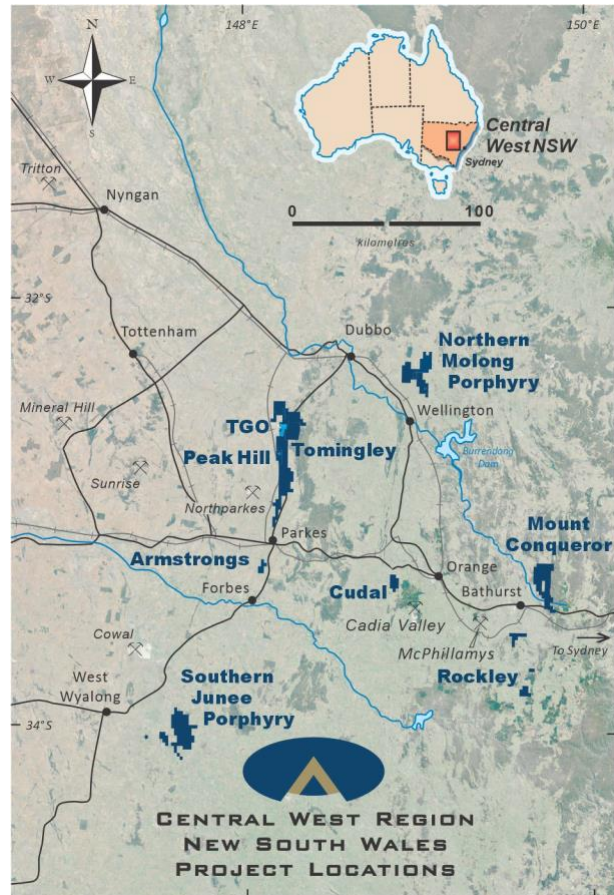 148°E
150°E
N
W
E
S
Central
West NSW
Sydney
0
100
kilometres
Tritton
Nyngan
32°S
Tottenham
Dubbo
Northern
Molong
Porphyry
Mineral Hill
TGO
Wellington
Peak Hill
Tomingley
Burrendong
Dam
Sunrise
Northparkes
Parkes
Mount
Conqueror
Armstrongs
Orange
Forbes
Cudal
Bathurst
Cadia Valley
McPhillamys
To Sydney
Cowal
West
Wyalong
Rockley
Southern
Junee
Porphyry
34°S
Central West Region
New South Wales
Project Locations
148°E
150°E